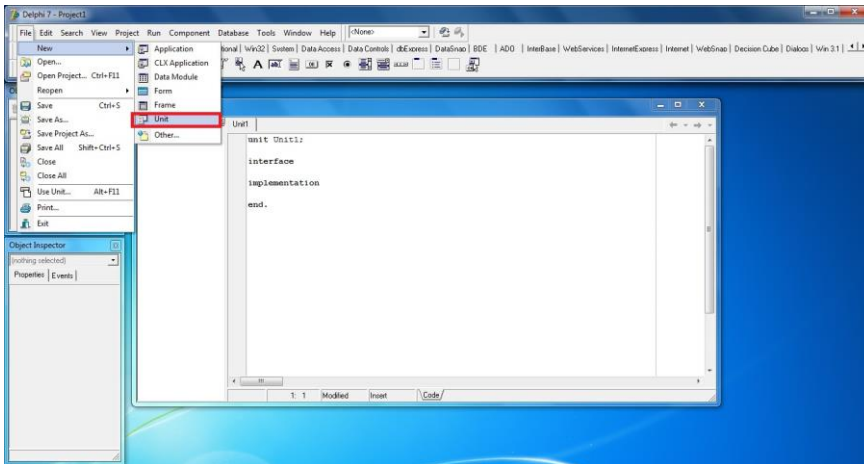 Delphi 7 - Project1
File Edit Search View Project Run Component Database Tools Window Help <None>
Win32 System Data Access Data Controls dbExpress DataSnap BDE ADO InterBase WebServices InternetExpress Internet WebSnap Decision Cube Dialogs Win 3.1
New
Open...
Open Project... Ctrl+F11
Reopen
Save Ctrl+S
Save As...
Save Project As...
Save All Shift+Ctrl+S
Close
Close All
Use Unit... Alt+F11
Print...
Exit
Application
CLX Application
Data Module
Form
Frame
Unit
Other...
Unit1
unit Unit1;
interface
implementation
end.
Object Inspector
(nothing selected)
Properties Events
1: 1 Modified Insert Code